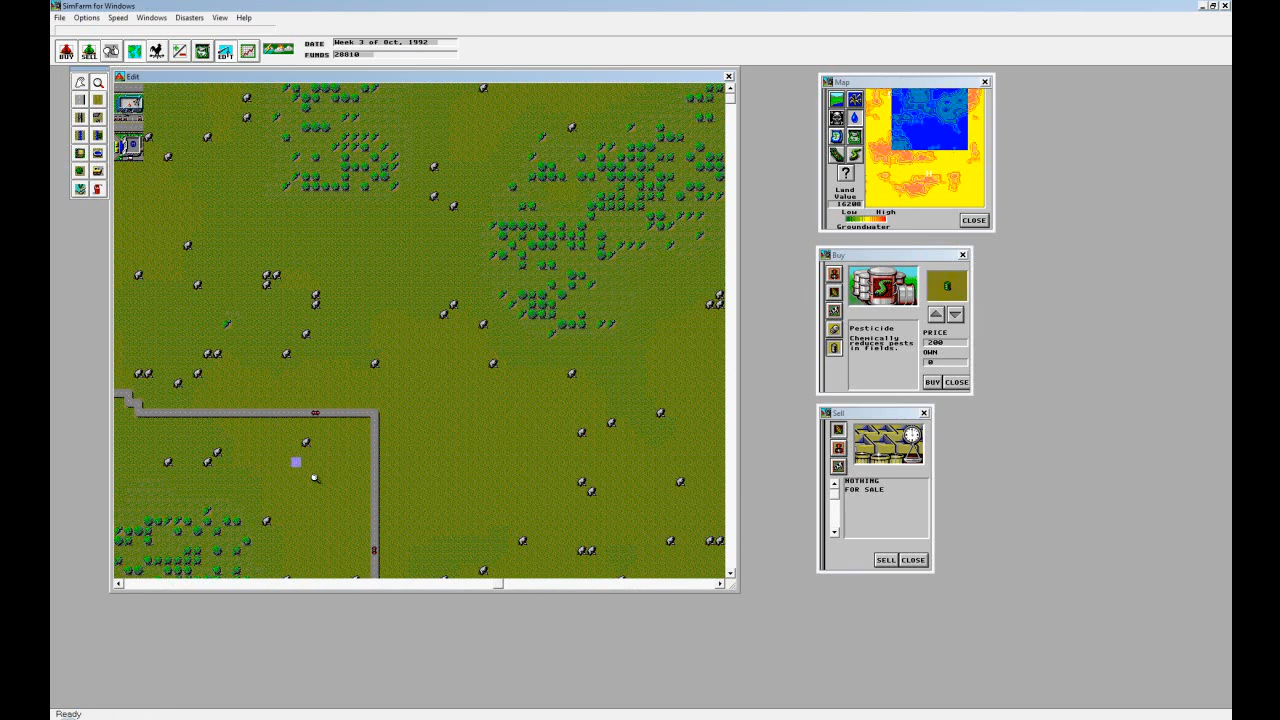 SimFarm for Windows
File Options Speed Windows Disasters View Help
BUY SELL EDIT
DATE Week 3 of Oct, 1992
FUNDS 28810
Edit
Map
?
Land
Value
16200
Low High
Groundwater
CLOSE
Buy
Pesticide
Chemically
reduces pests
in fields.
PRICE
200
OWN
0
BUY CLOSE
Sell
NOTHING
FOR SALE
SELL CLOSE
Ready